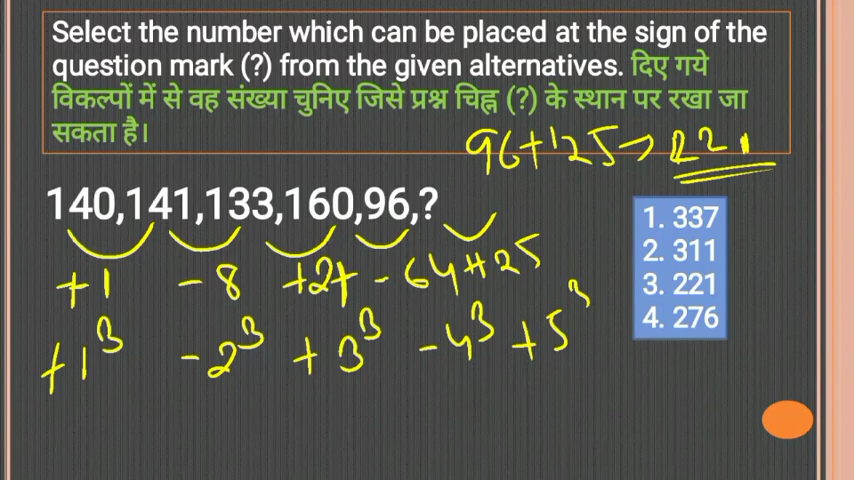 Select the number which can be placed at the sign of the
question mark (?) from the given alternatives. दिए गये
विकल्पों में से वह संख्या चुनिए जिसे प्रश्न चिह्न (?) के स्थान पर रखा जा
सकता है।
96+125→221
140,141,133,160,96,?
1. 337
2. 311
3. 221
4. 276
+1 -8 +27 -64 +125
+1³ -2³ +3³ -4³ +5³